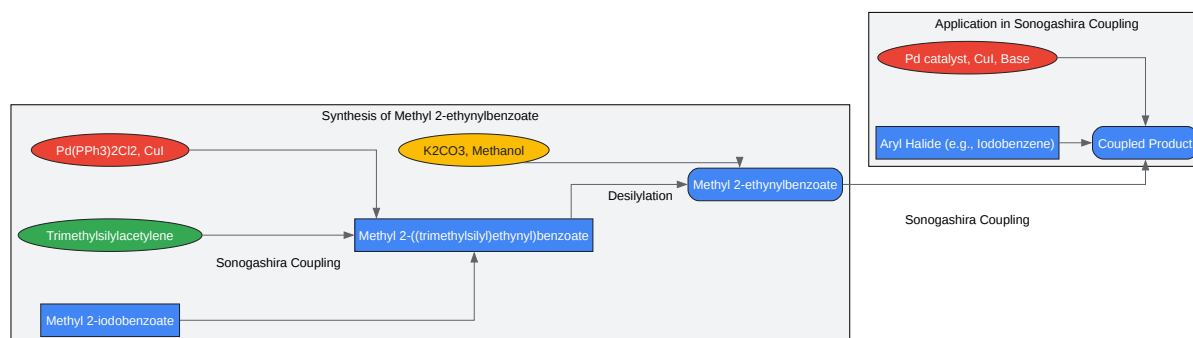 Application in Sonogashira Coupling
Pd catalyst, CuI, Base
Aryl Halide (e.g., Iodobenzene)
Coupled Product
Synthesis of Methyl 2-ethynylbenzoate
Pd(PPh3)2Cl2, CuI
K2CO3, Methanol
Methyl 2-ethynylbenzoate
Desilylation
Sonogashira Coupling
Trimethylsilylacetylene
Methyl 2-((trimethylsilyl)ethynyl)benzoate
Sonogashira Coupling
Methyl 2-iodobenzoate